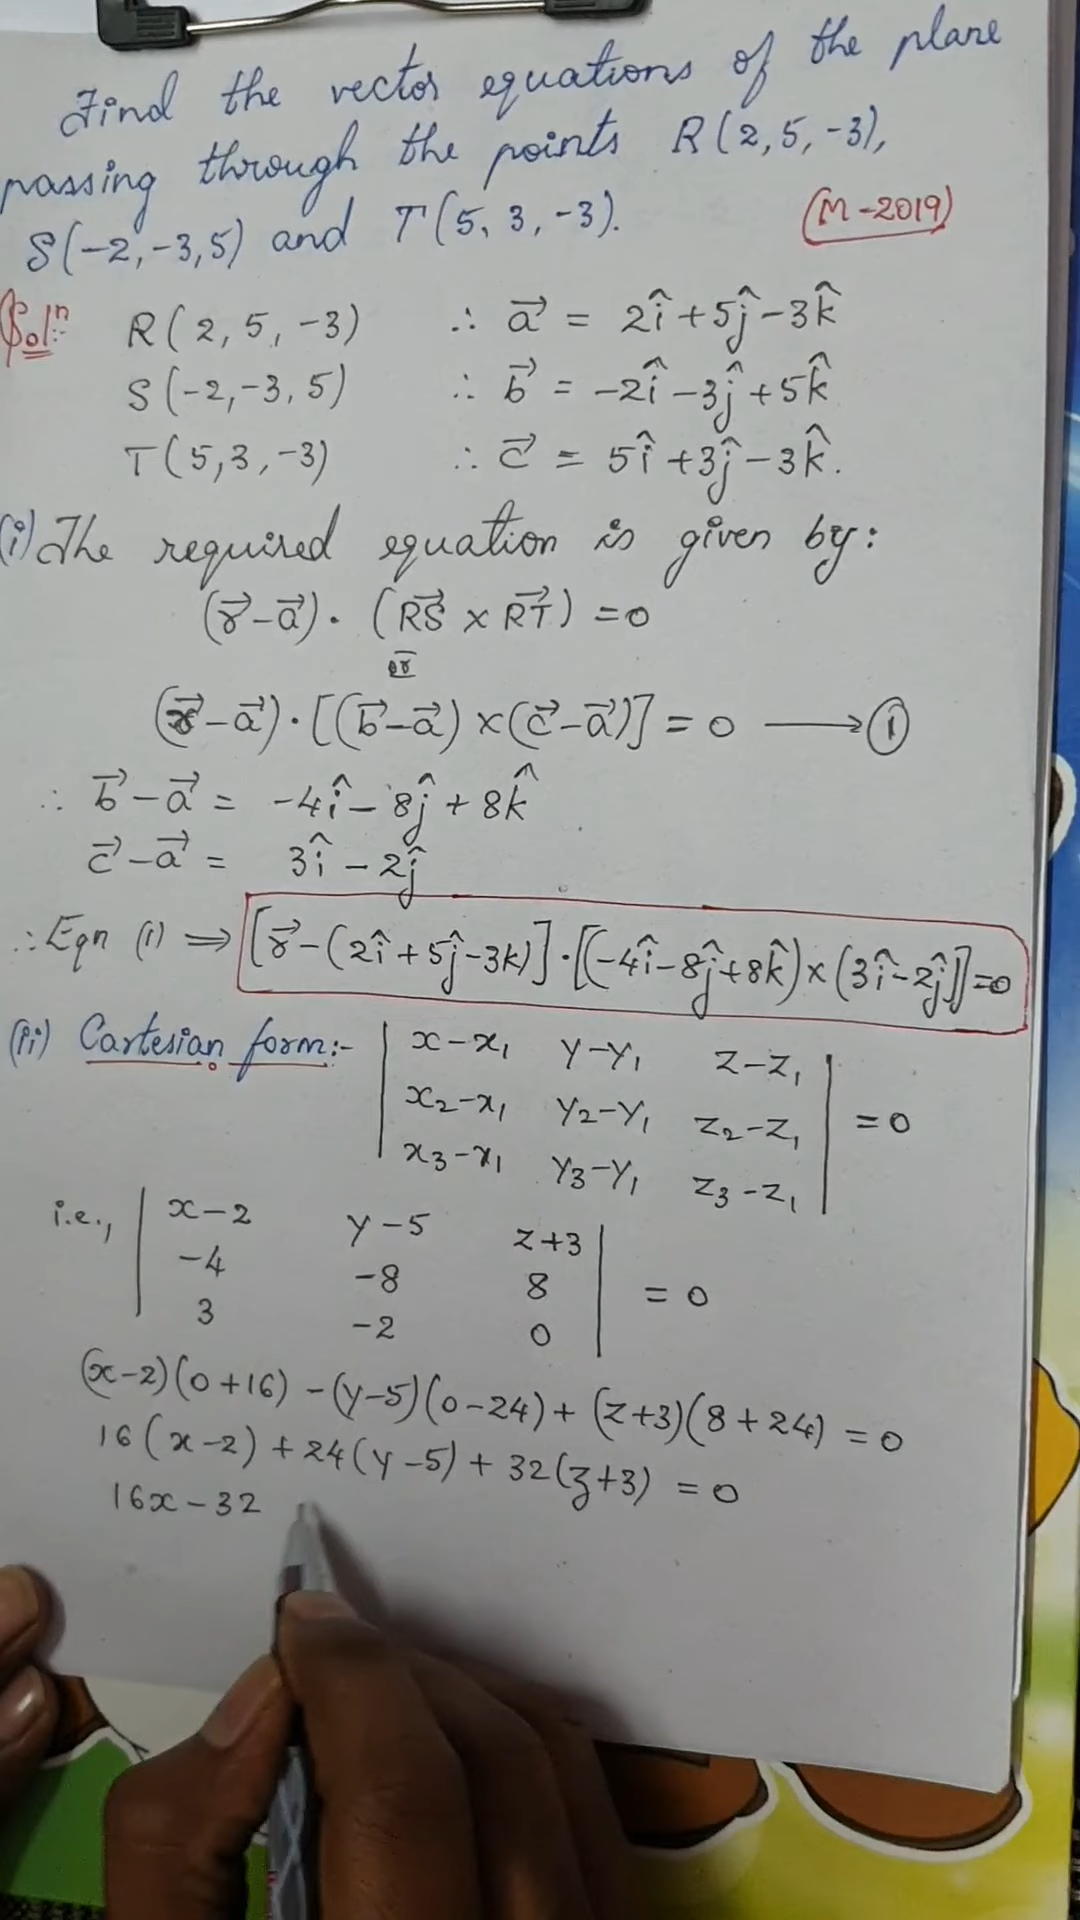 Find the vector equations of the plane
passing through the points R(2,5,-3),
S(-2,-3,5) and T(5,3,-3).
(M-2019)
Solⁿ:- R(2,5,-3) ∴ a⃗ = 2î+5ĵ-3k̂
S(-2,-3,5) ∴ b⃗ = -2î-3ĵ+5k̂
T(5,3,-3) ∴ c⃗ = 5î+3ĵ-3k̂.
(i) The required equation is given by:
(r⃗-a⃗)·(RS⃗ × RT⃗) = 0
or
(r⃗-a⃗)·[(b⃗-a⃗)×(c⃗-a⃗)] = 0 → ①
∴ b⃗-a⃗ = -4î-8ĵ+8k̂
c⃗-a⃗ = 3î-2ĵ
∴ Eqn (1) ⇒ [r⃗-(2î+5ĵ-3k)]·[(-4î-8ĵ+8k̂)×(3î-2ĵ)]=0
(ii) Cartesian form:- | x-x₁ y-y₁ z-z₁ |
| x₂-x₁ y₂-y₁ z₂-z₁ | = 0
| x₃-x₁ y₃-y₁ z₃-z₁ |
i.e., | x-2 y-5 z+3 |
| -4 -8 8 | = 0
| 3 -2 0 |
(x-2)(0+16) -(y-5)(0-24)+(z+3)(8+24) = 0
16(x-2)+24(y-5)+32(z+3) = 0
16x-32